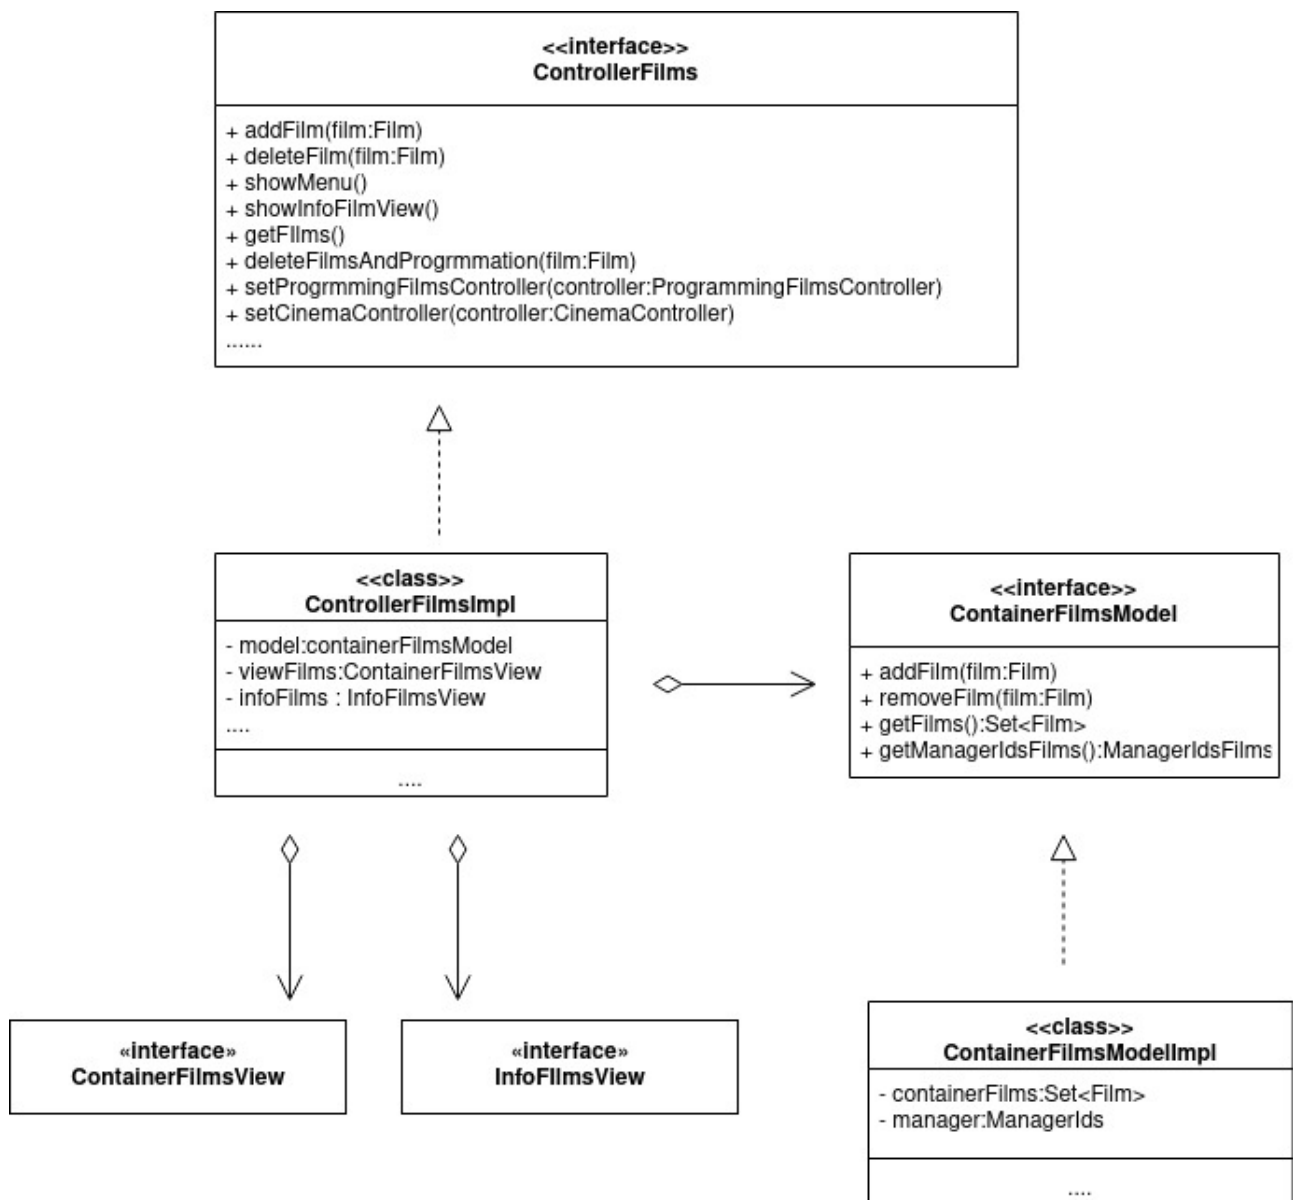 <<interface>>
ControllerFilms
+ addFilm(film:Film)
+ deleteFilm(film:Film)
+ showMenu()
+ showInfoFilmView()
+ getFIlms()
+ deleteFilmsAndProgrmmation(film:Film)
+ setProgrmmingFilmsController(controller:ProgrammingFilmsController)
+ setCinemaController(controller:CinemaController)
......
<<class>>
ControllerFilmsImpl
- model:containerFilmsModel
- viewFilms:ContainerFilmsView
- infoFilms : InfoFilmsView
....
....
<<interface>>
ContainerFilmsModel
+ addFilm(film:Film)
+ removeFilm(film:Film)
+ getFilms():Set<Film>
+ getManagerIdsFilms():ManagerIdsFilms
«interface»
ContainerFilmsView
«interface»
InfoFIlmsView
<<class>>
ContainerFilmsModelImpl
- containerFilms:Set<Film>
- manager:ManagerIds
....